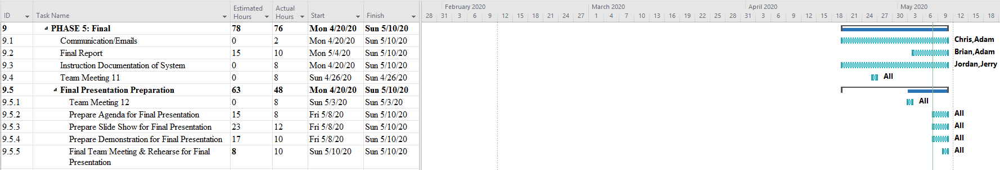 February 2020 March 2020 April 2020 May 2020
ID Task Name Estimated Hours Actual Hours Start Finish
28 31 3 6 9 12 15 18 21 24 27 1 4 7 10 13 16 19 22 25 28 31 3 6 9 12 15 18 21 24 27 30 3 6 9 12 15 18
9 PHASE 5: Final 78 76 Mon 4/20/20 Sun 5/10/20
9.1 Communication/Emails 0 2 Mon 4/20/20 Sun 5/10/20 Chris,Adam
9.2 Final Report 15 10 Mon 5/4/20 Sun 5/10/20 Brian,Adam
9.3 Instruction Documentation of System 0 8 Mon 4/20/20 Sun 5/10/20 Jordan,Jerry
9.4 Team Meeting 11 0 8 Sun 4/26/20 Sun 4/26/20 All
9.5 Final Presentation Preparation 63 48 Mon 4/20/20 Sun 5/10/20
9.5.1 Team Meeting 12 0 8 Sun 5/3/20 Sun 5/3/20 All
9.5.2 Prepare Agenda for Final Presentation 15 8 Fri 5/8/20 Sun 5/10/20 All
9.5.3 Prepare Slide Show for Final Presentation 23 12 Fri 5/8/20 Sun 5/10/20 All
9.5.4 Prepare Demonstration for Final Presentation 17 10 Fri 5/8/20 Sun 5/10/20 All
9.5.5 Final Team Meeting & Rehearse for Final 8 10 Sun 5/10/20 Sun 5/10/20 All
Presentation